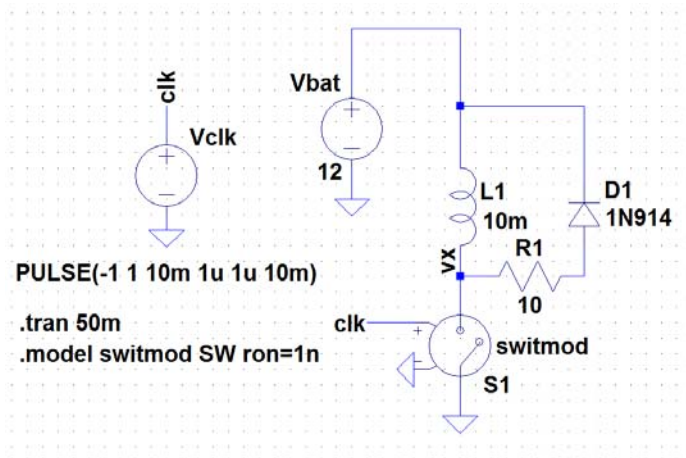 clk
Vclk
PULSE(-1 1 10m 1u 1u 10m)
.tran 50m
.model switmod SW ron=1n
Vbat
12
L1
10m
D1
1N914
R1
10
vx
clk
switmod
S1